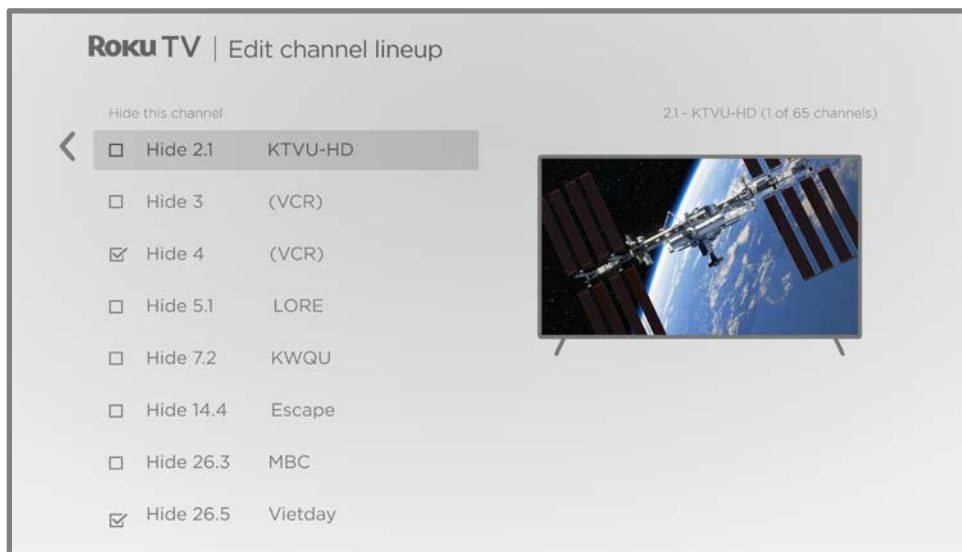 Roku TV | Edit channel lineup
Hide this channel
2.1 - KTVU-HD (1 of 65 channels)
Hide 2.1 KTVU-HD
Hide 3 (VCR)
Hide 4 (VCR)
Hide 5.1 LORE
Hide 7.2 KWQU
Hide 14.4 Escape
Hide 26.3 MBC
Hide 26.5 Vietday